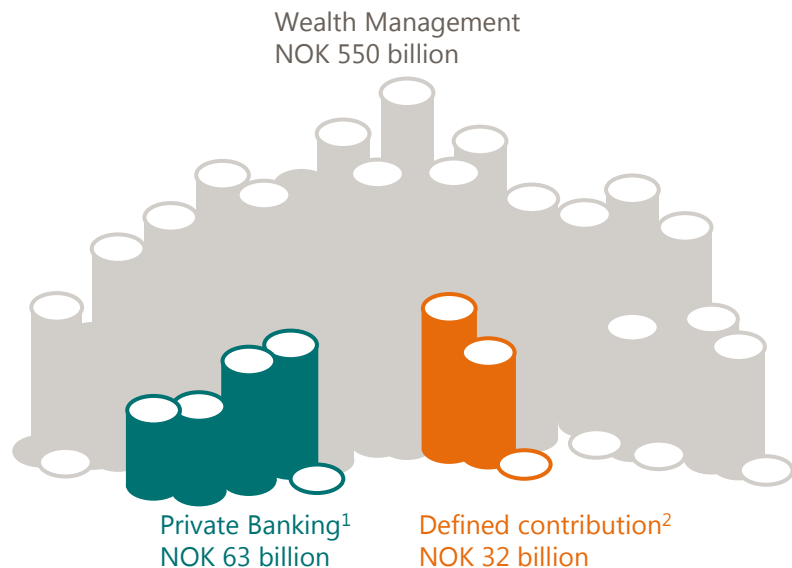 Wealth Management
NOK 550 billion
Private Banking¹
NOK 63 billion
Defined contribution²
NOK 32 billion